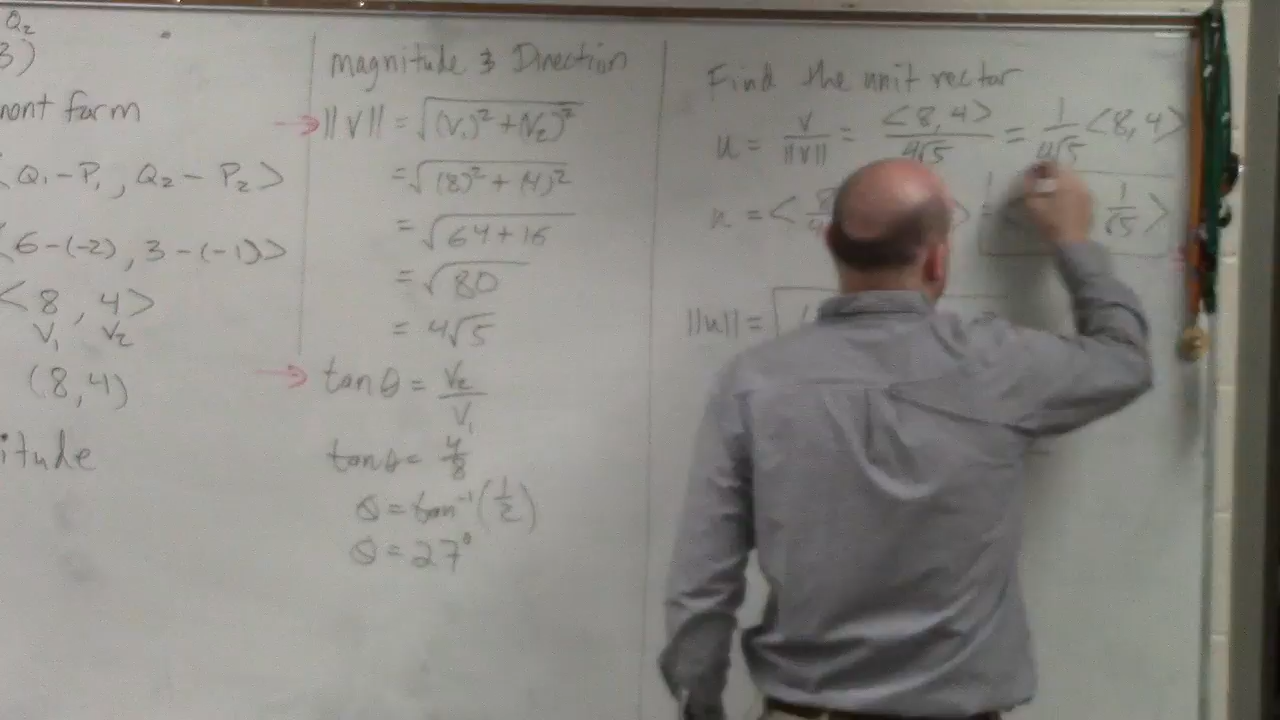 Q₂
3)
nent form
< Q₁ - P₁ , Q₂ - P₂ >
< 6 - (-2) , 3 - (-1) >
< 8 , 4 >
V₁ V₂
(8,4)
itude
magnitude & Direction
→ ||V|| = √(V₁)² + (V₂)²
= √(8)² + (4)²
= √64 + 16
= √80
= 4√5
→ tanθ = V₂/V₁
tanθ = 4/8
θ = tan⁻¹(1/2)
θ = 27°
Find the unit vector
u = V/||V|| = <8,4>/4√5 = 1/4√5 <8,4>
u = < 8 > = 1/√5 >
||u|| = √